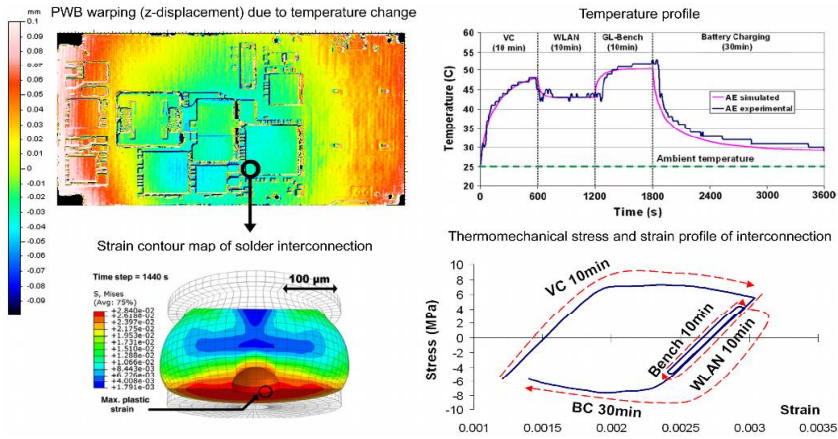 PWB warping (z-displacement) due to temperature change
mm
0.1
0.09
0.08
0.07
0.06
0.05
0.04
0.03
0.02
0.01
0
-0.01
-0.02
-0.03
-0.04
-0.05
-0.06
-0.07
-0.08
-0.09
Temperature profile
VC
(10 min)
WLAN
(10min)
GL-Bench
(10min)
Battery Charging
(30min)
AE simulated
AE experimental
Ambient temperature
Temperature (C)
60
55
50
45
40
35
30
25
20
15
0 600 1200 1800 2400 3000 3600
Time (s)
Strain contour map of solder interconnection
Time step = 1440 s
100 µm
S, Mises
(Avg: 75%)
+2.840e-02
+2.618e-02
+2.397e-02
+2.175e-02
+1.953e-02
+1.731e-02
+1.510e-02
+1.288e-02
+1.066e-02
+8.443e-03
+6.226e-03
+4.008e-03
+1.791e-03
Max. plastic
strain
Thermomechanical stress and strain profile of interconnection
Stress (MPa)
10
8
6
4
2
0
-2
-4
-6
-8
-10
VC 10min
Bench 10min
WLAN 10min
BC 30min
Strain
0.001 0.0015 0.002 0.0025 0.003 0.0035